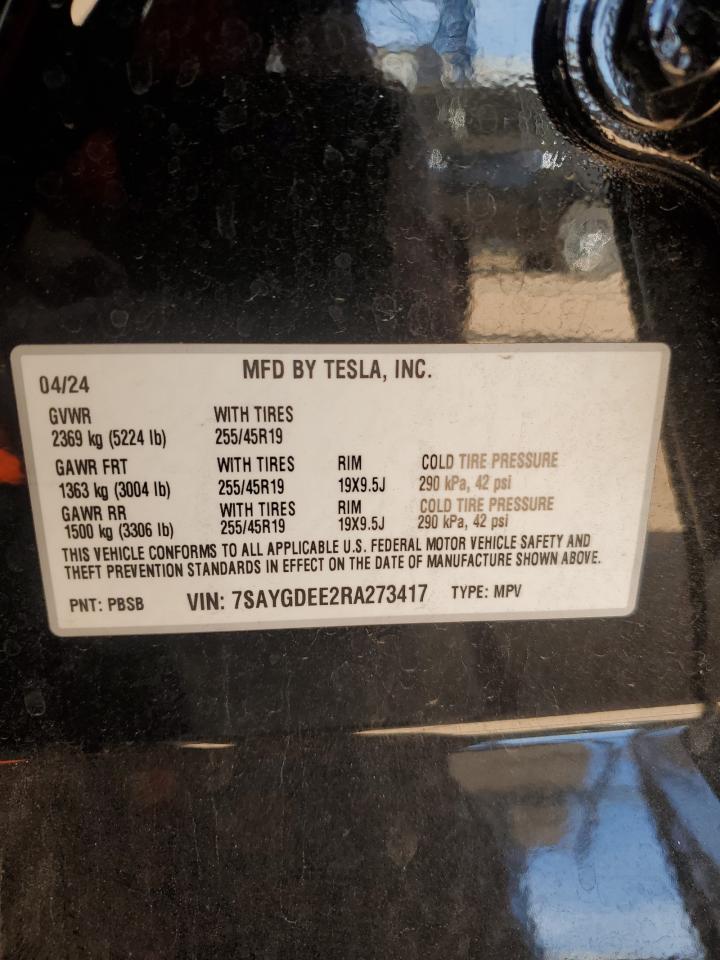 MFD BY TESLA, INC.
04/24
GVWR WITH TIRES
2369 kg (5224 lb) 255/45R19
GAWR FRT WITH TIRES RIM COLD TIRE PRESSURE
1363 kg (3004 lb) 255/45R19 19X9.5J 290 kPa, 42 psi
GAWR RR WITH TIRES RIM COLD TIRE PRESSURE
1500 kg (3306 lb) 255/45R19 19X9.5J 290 kPa, 42 psi
THIS VEHICLE CONFORMS TO ALL APPLICABLE U.S. FEDERAL MOTOR VEHICLE SAFETY AND
THEFT PREVENTION STANDARDS IN EFFECT ON THE DATE OF MANUFACTURE SHOWN ABOVE.
PNT: PBSB VIN: 7SAYGDEE2RA273417 TYPE: MPV